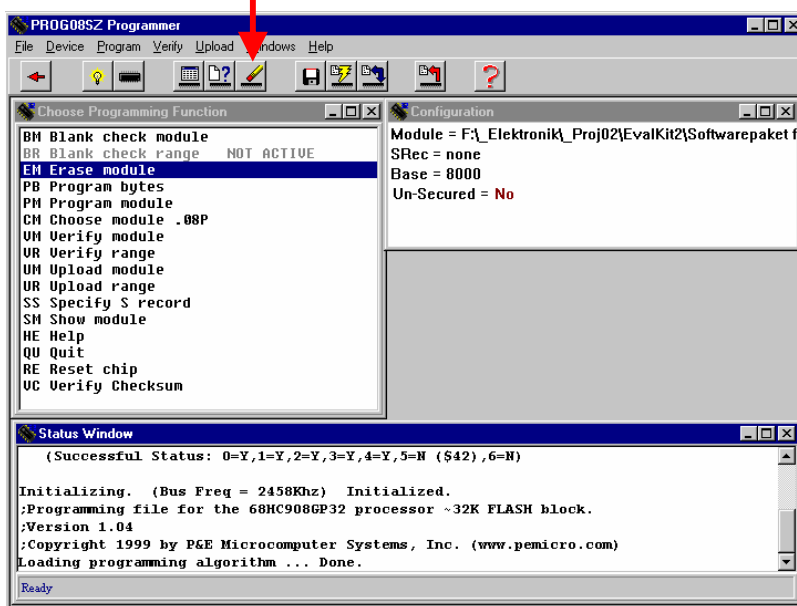 PROG08SZ Programmer
File Device Program Verify Upload Windows Help
Choose Programming Function
BM Blank check module
BR Blank check range NOT ACTIVE
EM Erase module
PB Program bytes
PM Program module
CM Choose module .08P
VM Verify module
VR Verify range
UM Upload module
UR Upload range
SS Specify S record
SM Show module
HE Help
QU Quit
RE Reset chip
VC Verify Checksum
Configuration
Module = F:\_Elektronik\_Proj02\EvalKit2\Softwarepaket f
SRec = none
Base = 8000
Un-Secured = No
Status Window
(Successful Status: 0=Y,1=Y,2=Y,3=Y,4=Y,5=N ($42),6=N)
Initializing. (Bus Freq = 2458Khz) Initialized.
;Programming file for the 68HC908GP32 processor ~32K FLASH block.
;Version 1.04
;Copyright 1999 by P&E Microcomputer Systems, Inc. (www.pemicro.com)
Loading programming algorithm ... Done.
Ready